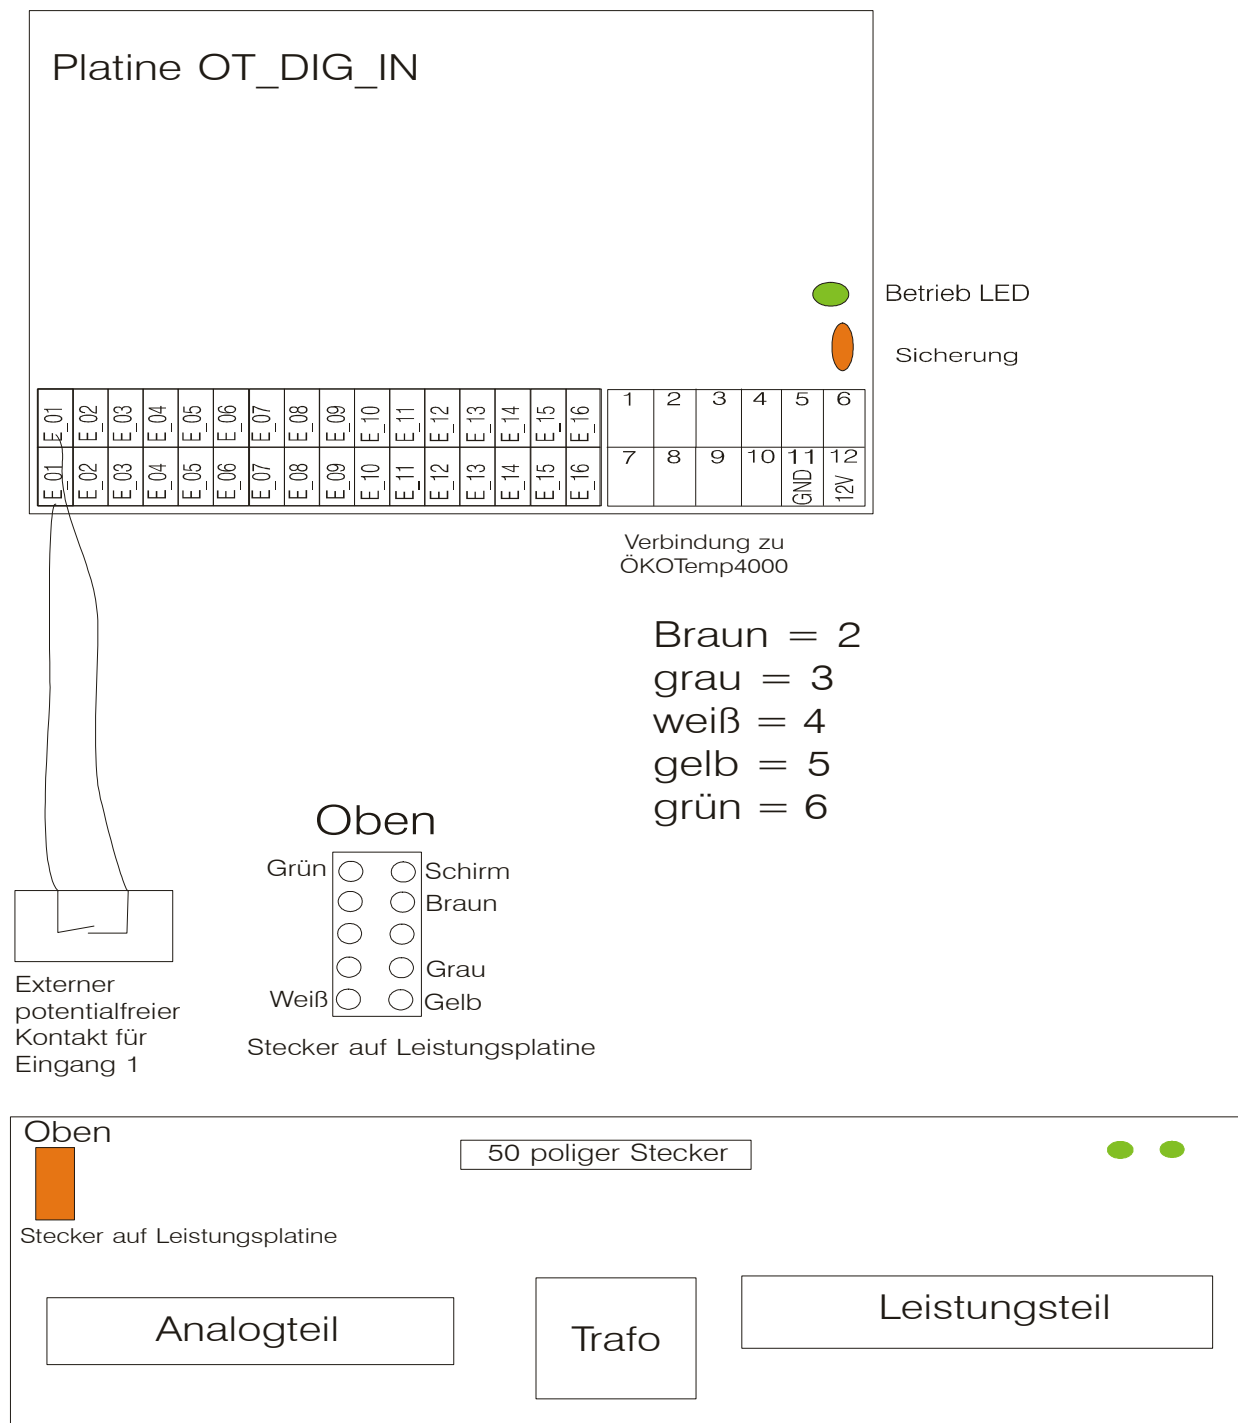 Platine OT_DIG_IN
Betrieb LED
Sicherung
E_01 E_02 E_03 E_04 E_05 E_06 E_07 E_08 E_09 E_10 E_11 E_12 E_13 E_14 E_15 E_16
1 2 3 4 5 6
E_01 E_02 E_03 E_04 E_05 E_06 E_07 E_08 E_09 E_10 E_11 E_12 E_13 E_14 E_15 E_16
7 8 9 10 11 12
GND 12V
Verbindung zu
ÖKOTemp4000
Braun = 2
grau = 3
weiß = 4
gelb = 5
grün = 6
Oben
Grün Schirm
Braun
Grau
Weiß Gelb
Stecker auf Leistungsplatine
Externer
potentialfreier
Kontakt für
Eingang 1
Oben
50 poliger Stecker
Stecker auf Leistungsplatine
Analogteil
Trafo
Leistungsteil